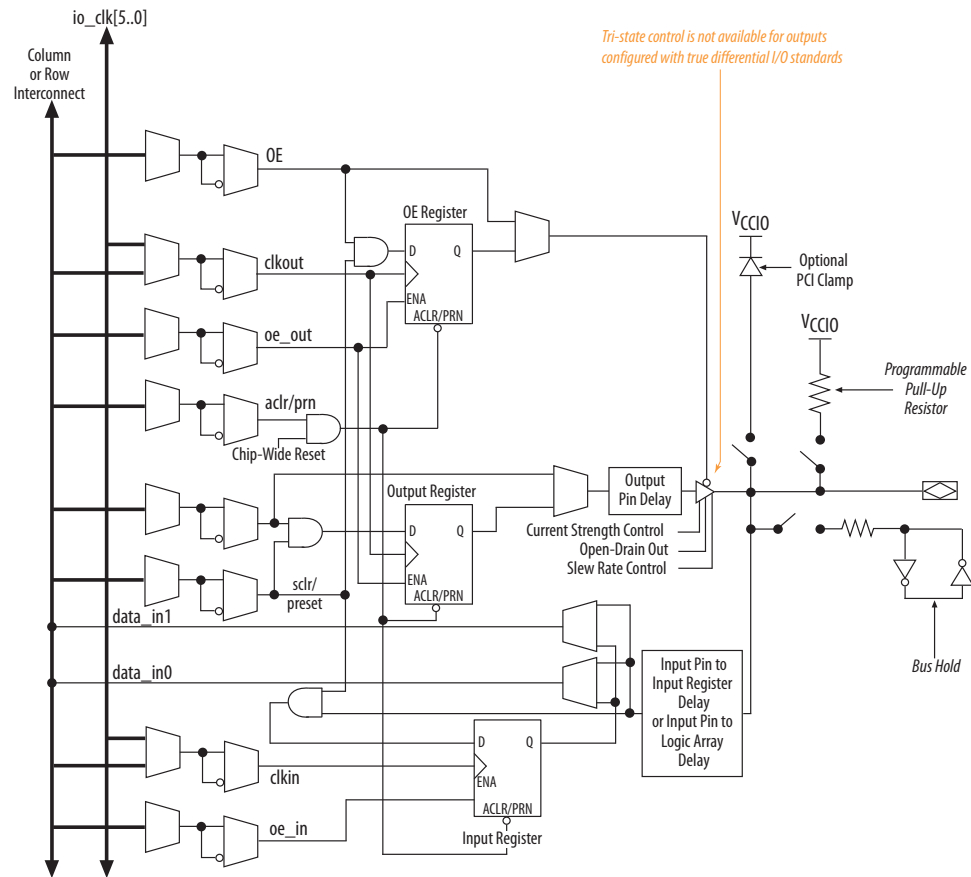 io_clk[5..0]
Column
or Row
Interconnect
Tri-state control is not available for outputs
configured with true differential I/O standards
OE
OE Register
D
Q
ENA
ACLR/PRN
clkout
oe_out
aclr/prn
Chip-Wide Reset
VCCIO
Optional
PCI Clamp
VCCIO
Programmable
Pull-Up
Resistor
Output Register
D
Q
ENA
ACLR/PRN
Output
Pin Delay
Current Strength Control
Open-Drain Out
Slew Rate Control
sclr/
preset
data_in1
data_in0
Bus Hold
Input Pin to
Input Register
Delay
or Input Pin to
Logic Array
Delay
D
Q
ENA
ACLR/PRN
Input Register
clkin
oe_in